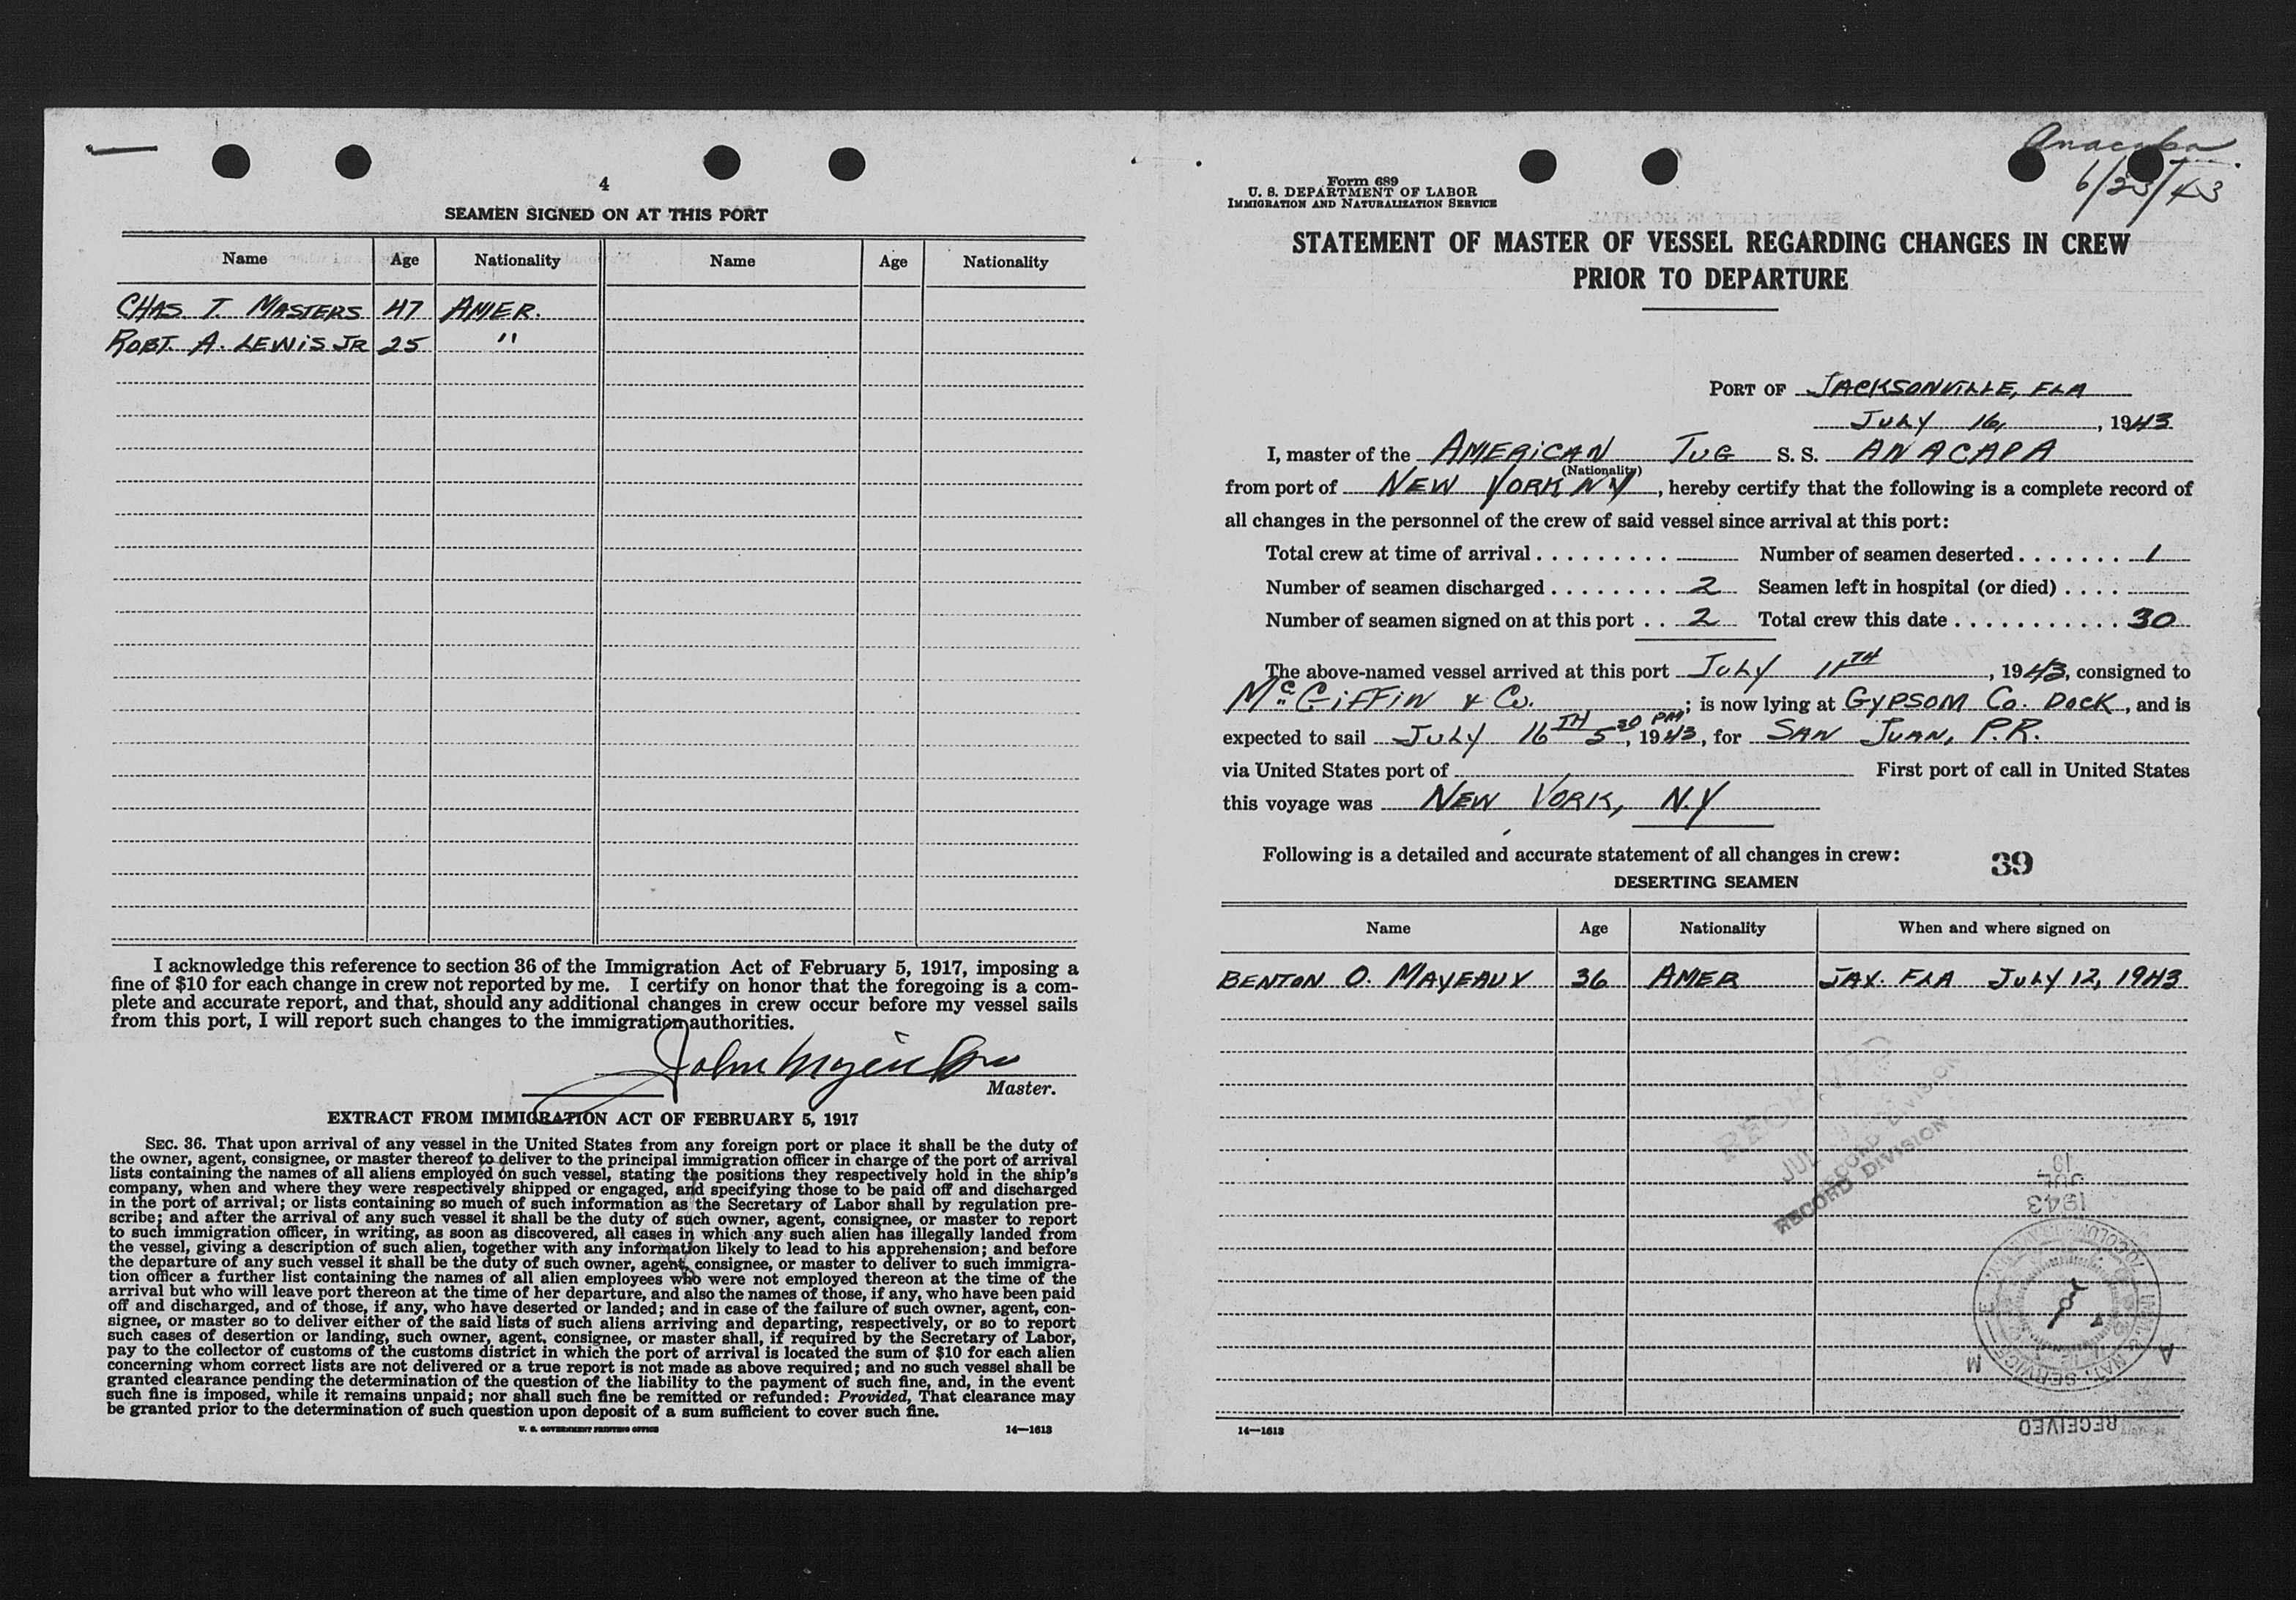 4
SEAMEN SIGNED ON AT THIS PORT
Name Age Nationality Name Age Nationality
CHAS. T. MASTERS 47 AMER.
ROBT. A. LEWIS JR 25 "
I acknowledge this reference to section 36 of the Immigration Act of February 5, 1917, imposing a
fine of $10 for each change in crew not reported by me. I certify on honor that the foregoing is a com-
plete and accurate report, and that, should any additional changes in crew occur before my vessel sails
from this port, I will report such changes to the immigration authorities.
John
Master.
EXTRACT FROM IMMIGRATION ACT OF FEBRUARY 5, 1917
SEC. 36. That upon arrival of any vessel in the United States from any foreign port or place it shall be the duty of
the owner, agent, consignee, or master thereof to deliver to the principal immigration officer in charge of the port of arrival
lists containing the names of all aliens employed on such vessel, stating the positions they respectively hold in the ship's
company, when and where they were respectively shipped or engaged, and specifying those to be paid off and discharged
in the port of arrival; or lists containing so much of such information as the Secretary of Labor shall by regulation pre-
scribe; and after the arrival of any such vessel it shall be the duty of such owner, agent, consignee, or master to report
to such immigration officer, in writing, as soon as discovered, all cases in which any such alien has illegally landed from
the vessel, giving a description of such alien, together with any information likely to lead to his apprehension; and before
the departure of any such vessel it shall be the duty of such owner, agent, consignee, or master to deliver to such immigra-
tion officer a further list containing the names of all alien employees who were not employed thereon at the time of the
arrival but who will leave port thereon at the time of her departure, and also the names of those, if any, who have been paid
off and discharged, and of those, if any, who have deserted or landed; and in case of the failure of such owner, agent, con-
signee, or master so to deliver either of the said lists of such aliens arriving and departing, respectively, or so to report
such cases of desertion or landing, such owner, agent, consignee, or master shall, if required by the Secretary of Labor,
pay to the collector of customs of the customs district in which the port of arrival is located the sum of $10 for each alien
concerning whom correct lists are not delivered or a true report is not made as above required; and no such vessel shall be
granted clearance pending the determination of the question of the liability to the payment of such fine, and, in the event
such fine is imposed, while it remains unpaid; nor shall such fine be remitted or refunded: Provided, That clearance may
be granted prior to the determination of such question upon deposit of a sum sufficient to cover such fine.
U. S. GOVERNMENT PRINTING OFFICE 14—1613
Anacapa
6/23/43
Form 689
U. S. DEPARTMENT OF LABOR
IMMIGRATION AND NATURALIZATION SERVICE
STATEMENT OF MASTER OF VESSEL REGARDING CHANGES IN CREW
PRIOR TO DEPARTURE
PORT OF JACKSONVILLE, FLA
JULY 16, , 1943
I, master of the AMERICAN TUG S. S. ANACAPA
(Nationality)
from port of NEW YORK NY, hereby certify that the following is a complete record of
all changes in the personnel of the crew of said vessel since arrival at this port:
Total crew at time of arrival . . . . . . . . . Number of seamen deserted . . . . . . . 1
Number of seamen discharged . . . . . . . . 2 Seamen left in hospital (or died) . . . .
Number of seamen signed on at this port . . 2 Total crew this date . . . . . . . . . . . 30
The above-named vessel arrived at this port JULY 11TH , 1943, consigned to
McGIFFIN & Co. ; is now lying at GYPSOM Co. DOCK, and is
expected to sail JULY 16TH 5 30 PM, 1943, for SAN JUAN, P.R.
via United States port of First port of call in United States
this voyage was NEW YORK, N.Y
Following is a detailed and accurate statement of all changes in crew: 39
DESERTING SEAMEN
Name Age Nationality When and where signed on
BENTON O. MAYEAUX 36 AMER JAX. FLA JULY 12, 1943
RECEIVED
JUL
RECORD DIVISION
RECORD DIVISION
1943
JUL
19
RECEIVED
14—1613